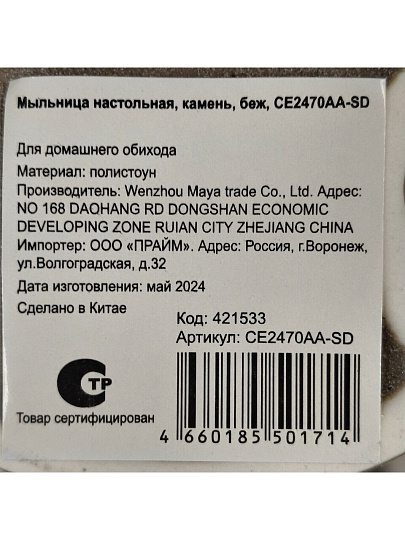 Мыльница настольная, камень, беж, CE2470AA-SD
Для домашнего обихода
Материал: полистоун
Производитель: Wenzhou Maya trade Co., Ltd. Адрес:
NO 168 DAOHANG RD DONGSHAN ECONOMIC
DEVELOPING ZONE RUIAN CITY ZHEJIANG CHINA
Импортер: ООО «ПРАЙМ». Адрес: Россия, г.Воронеж,
ул.Волгоградская, д.32
Дата изготовления: май 2024
Сделано в Китае
Код: 421533
Артикул: CE2470AA-SD
СТР
Товар сертифицирован
4 660185 501714